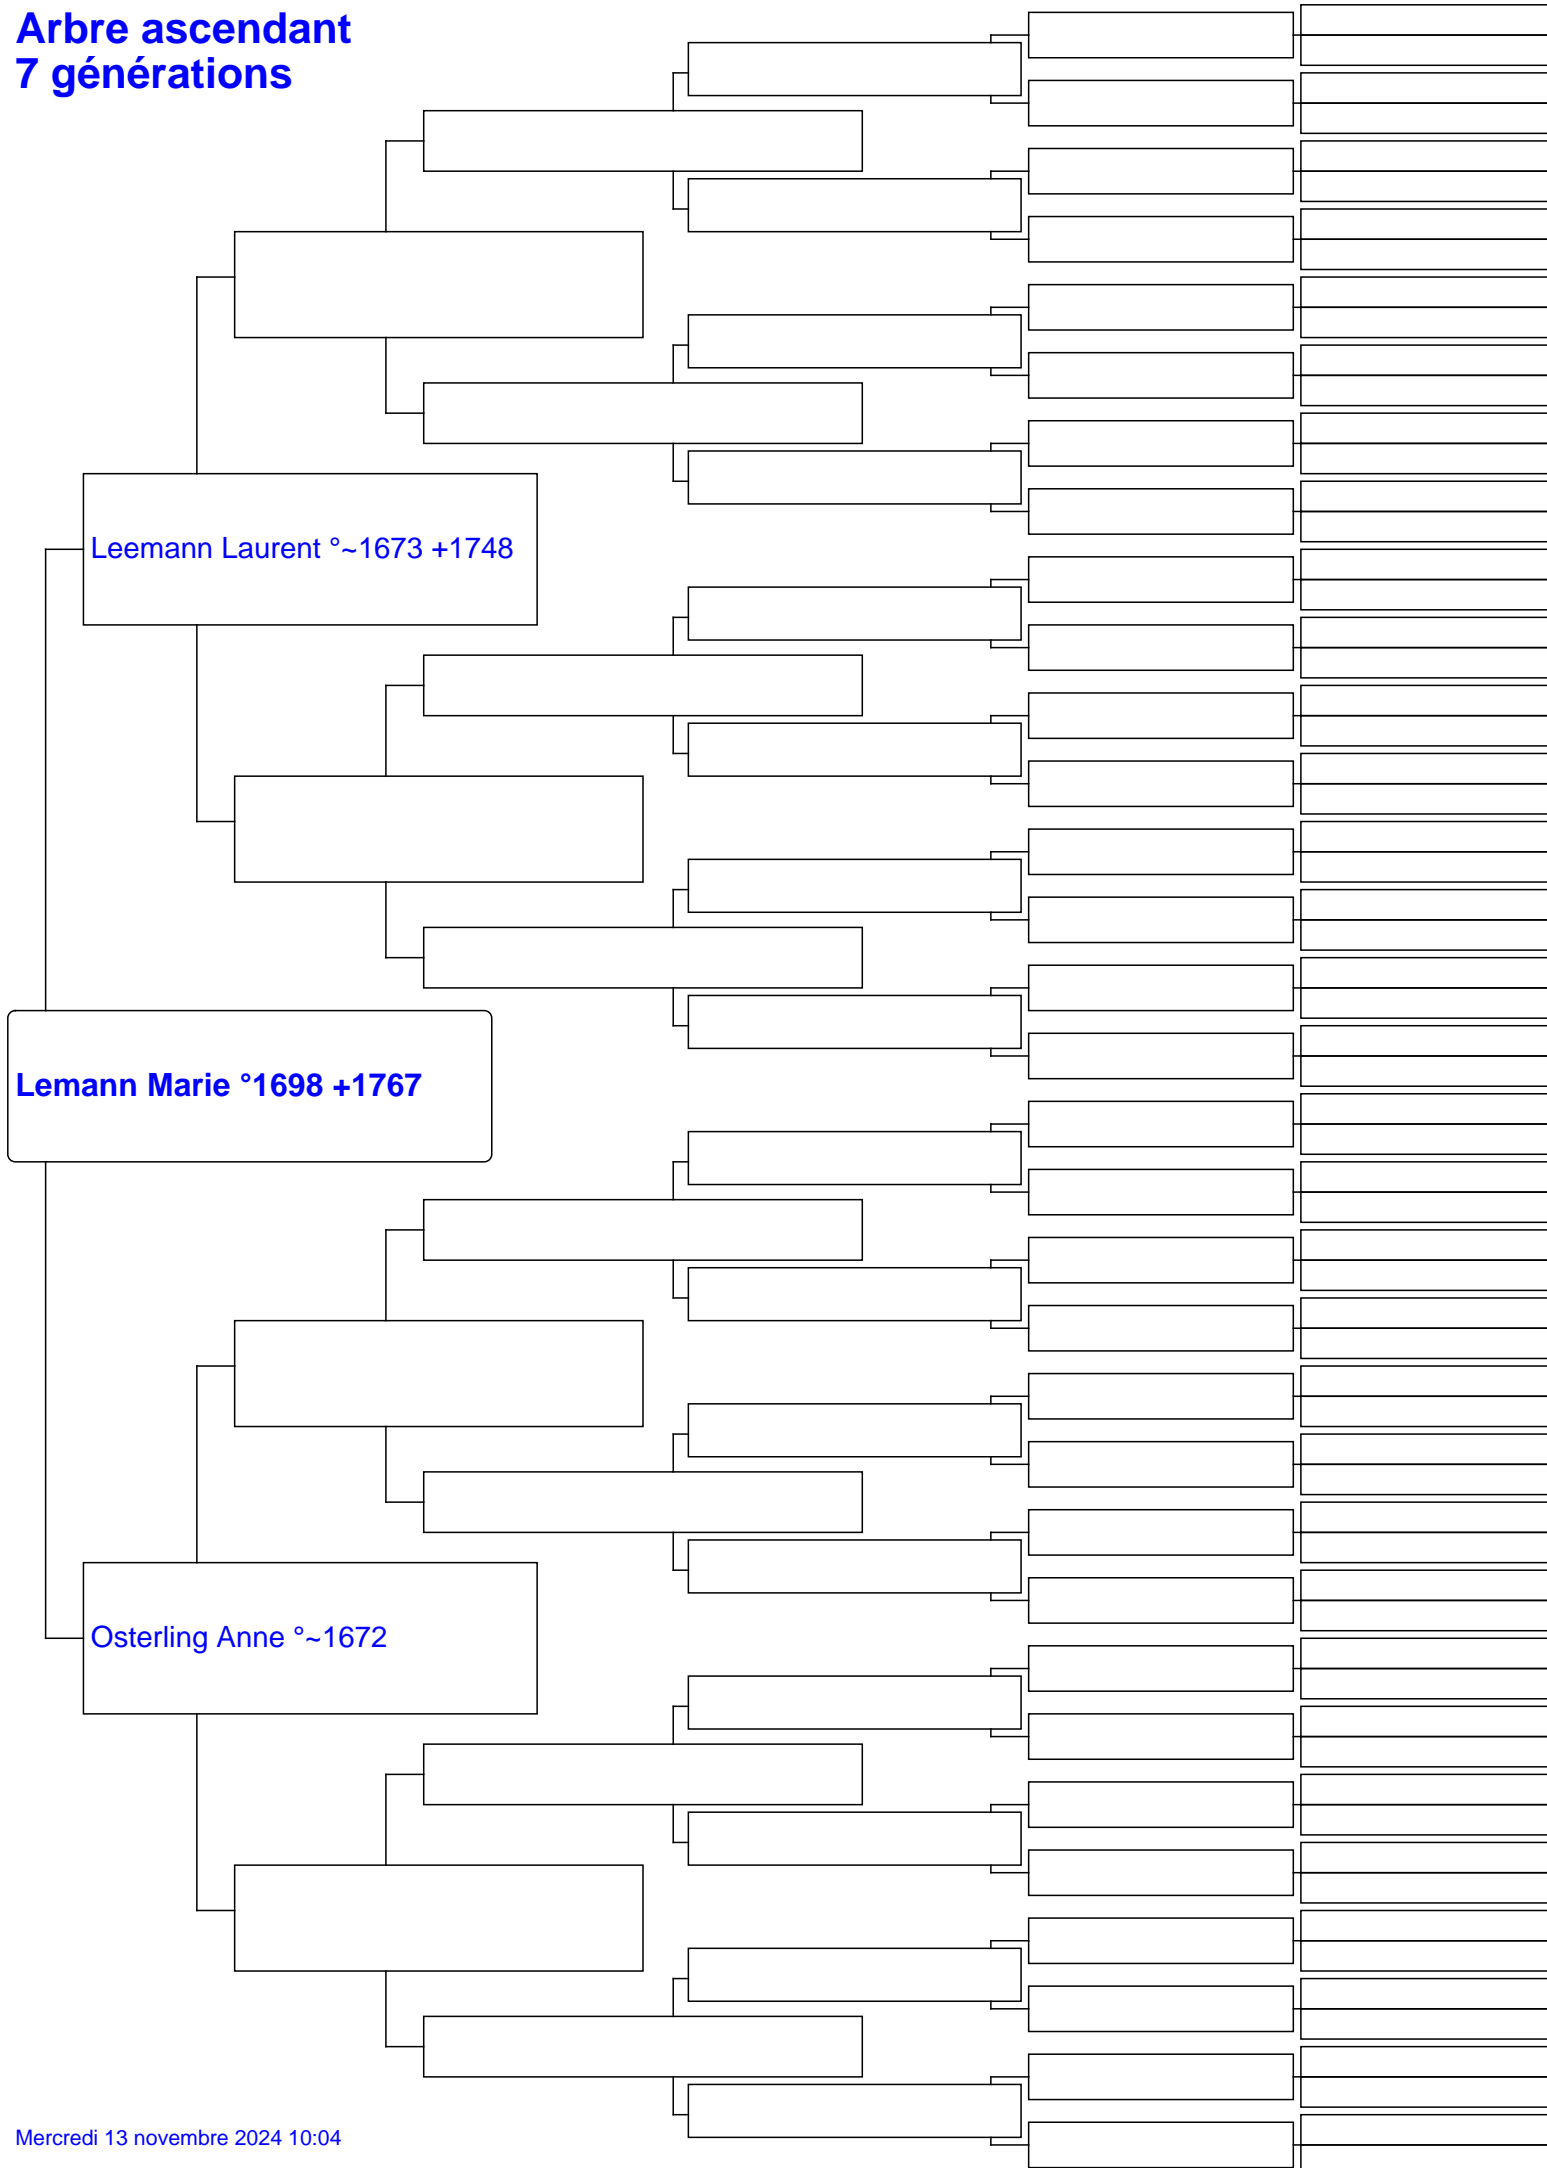 Arbre ascendant
7 générations
Leemann Laurent °~1673 +1748
Lemann Marie °1698 +1767
Osterling Anne °~1672
Mercredi 13 novembre 2024 10:04